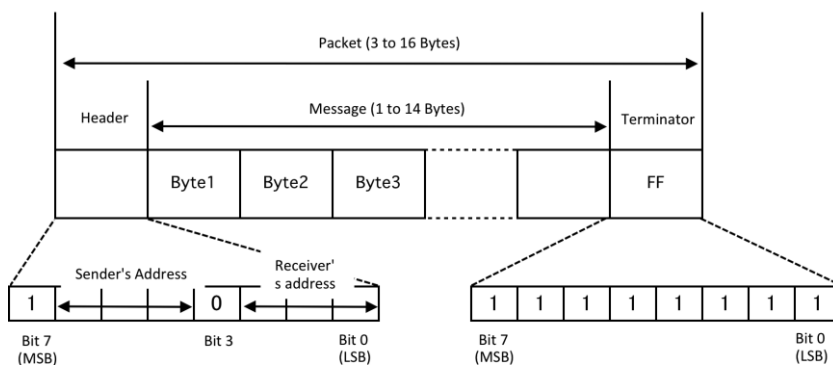 Packet (3 to 16 Bytes)
Header
Message (1 to 14 Bytes)
Terminator
Byte1
Byte2
Byte3
FF
Sender's Address
Receiver'
s address
1
0
1 1 1 1 1 1 1 1
Bit 7
(MSB)
Bit 3
Bit 0
(LSB)
Bit 7
(MSB)
Bit 0
(LSB)